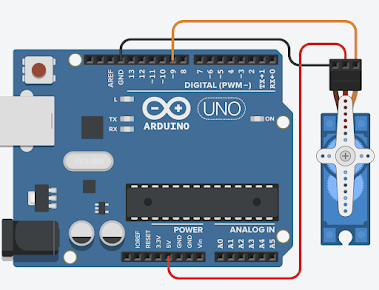 AREF
GND
13
12
~11
~10
~9
8
7
~6
~5
4
~3
2
TX→1
RX←0
DIGITAL (PWM~)
L
TX
RX
UNO
ARDUINO
ON
POWER
ANALOG IN
IOREF
RESET
3.3V
5V
GND
GND
Vin
A0
A1
A2
A3
A4
A5